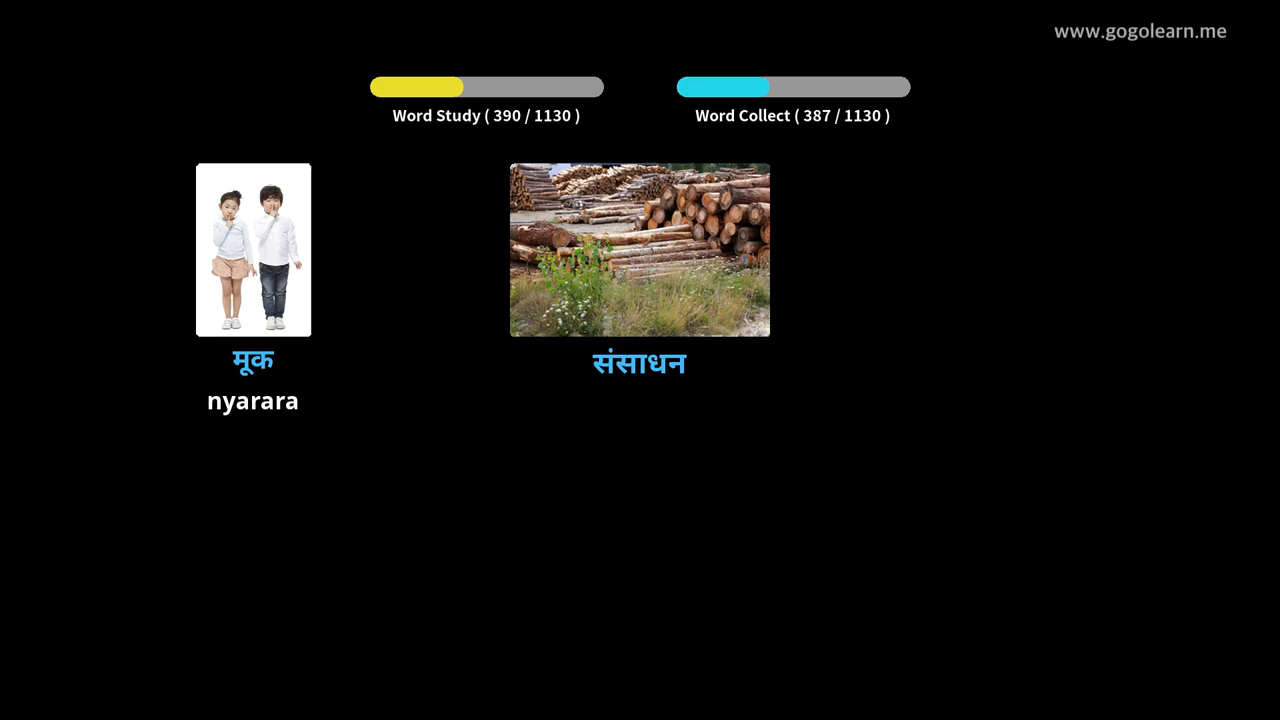 www.gogolearn.me
Word Study ( 390 / 1130 )
Word Collect ( 387 / 1130 )
मूक
nyarara
संसाधन